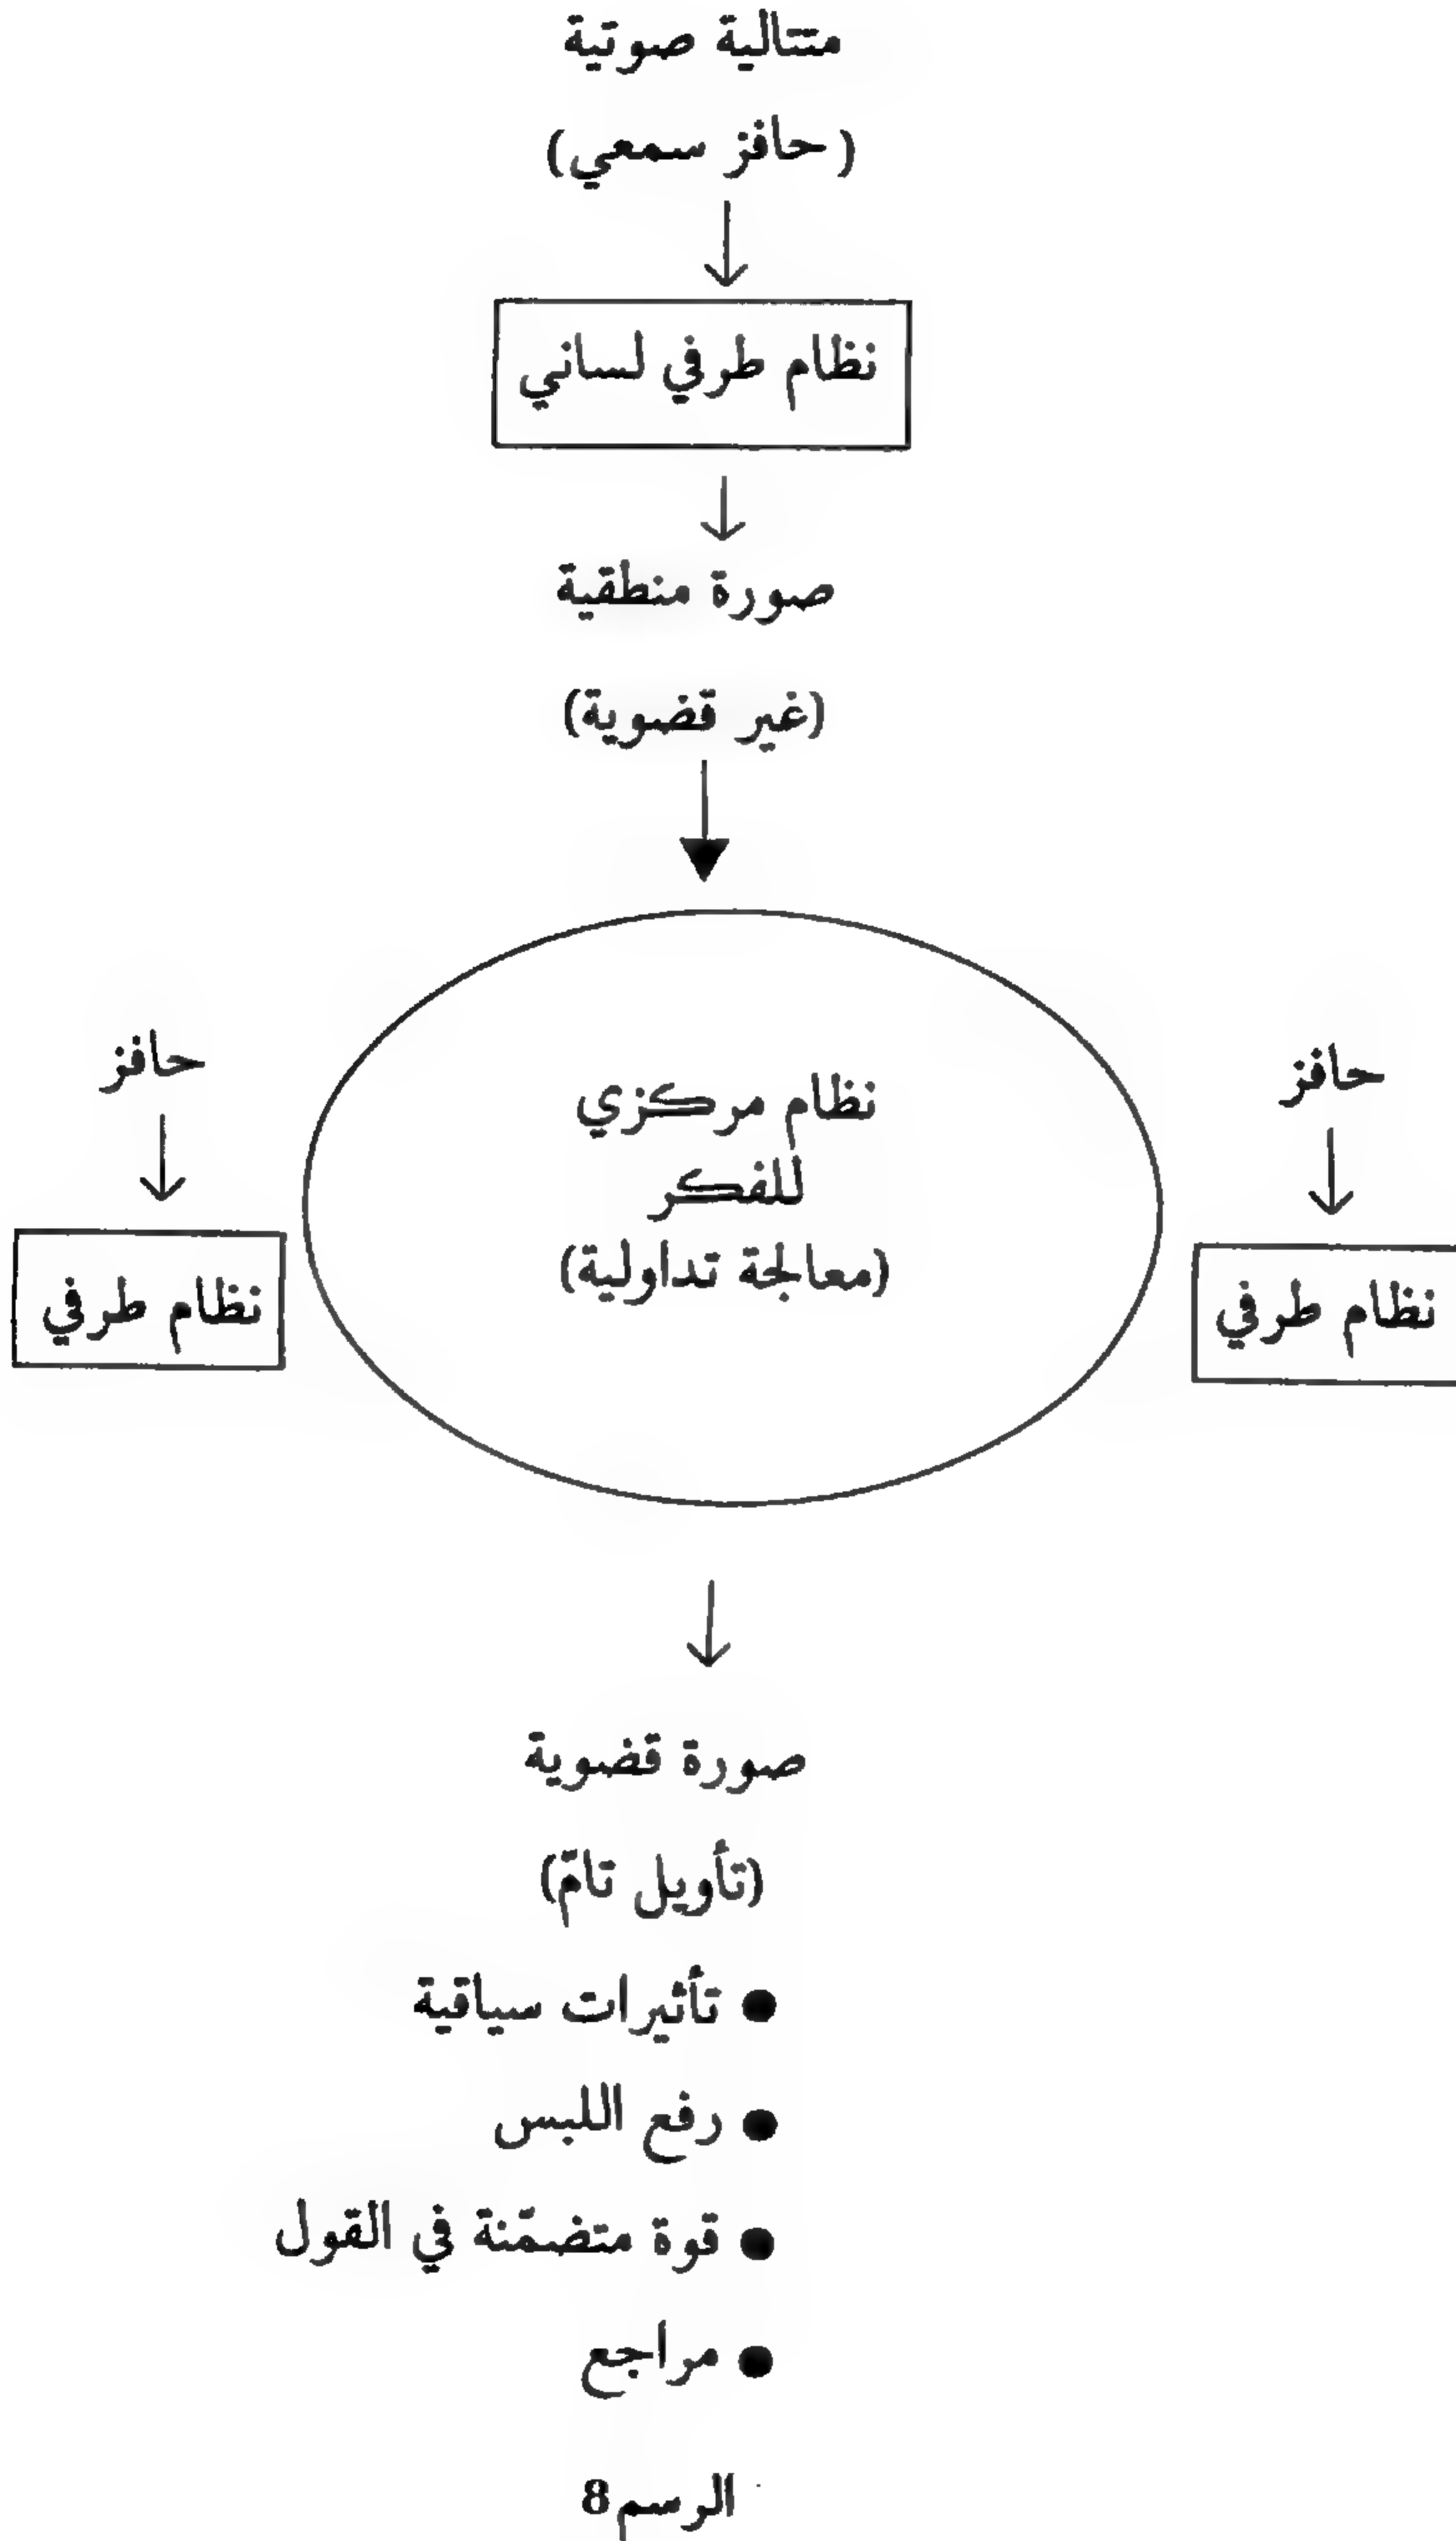 متتالية صوتية
(حافز سمعي)
نظام طرفي لساني
صورة منطقية
(غير قضوية)
حافز
حافز
نظام مركزي
للفكر
(معالجة تداولية)
نظام طرفي
نظام طرفي
صورة قضوية
(تأويل تامّ)
● تأثيرات سياقية
● رفع اللبس
● قوة متضمّنة في القول
● مراجع
الرسم 8